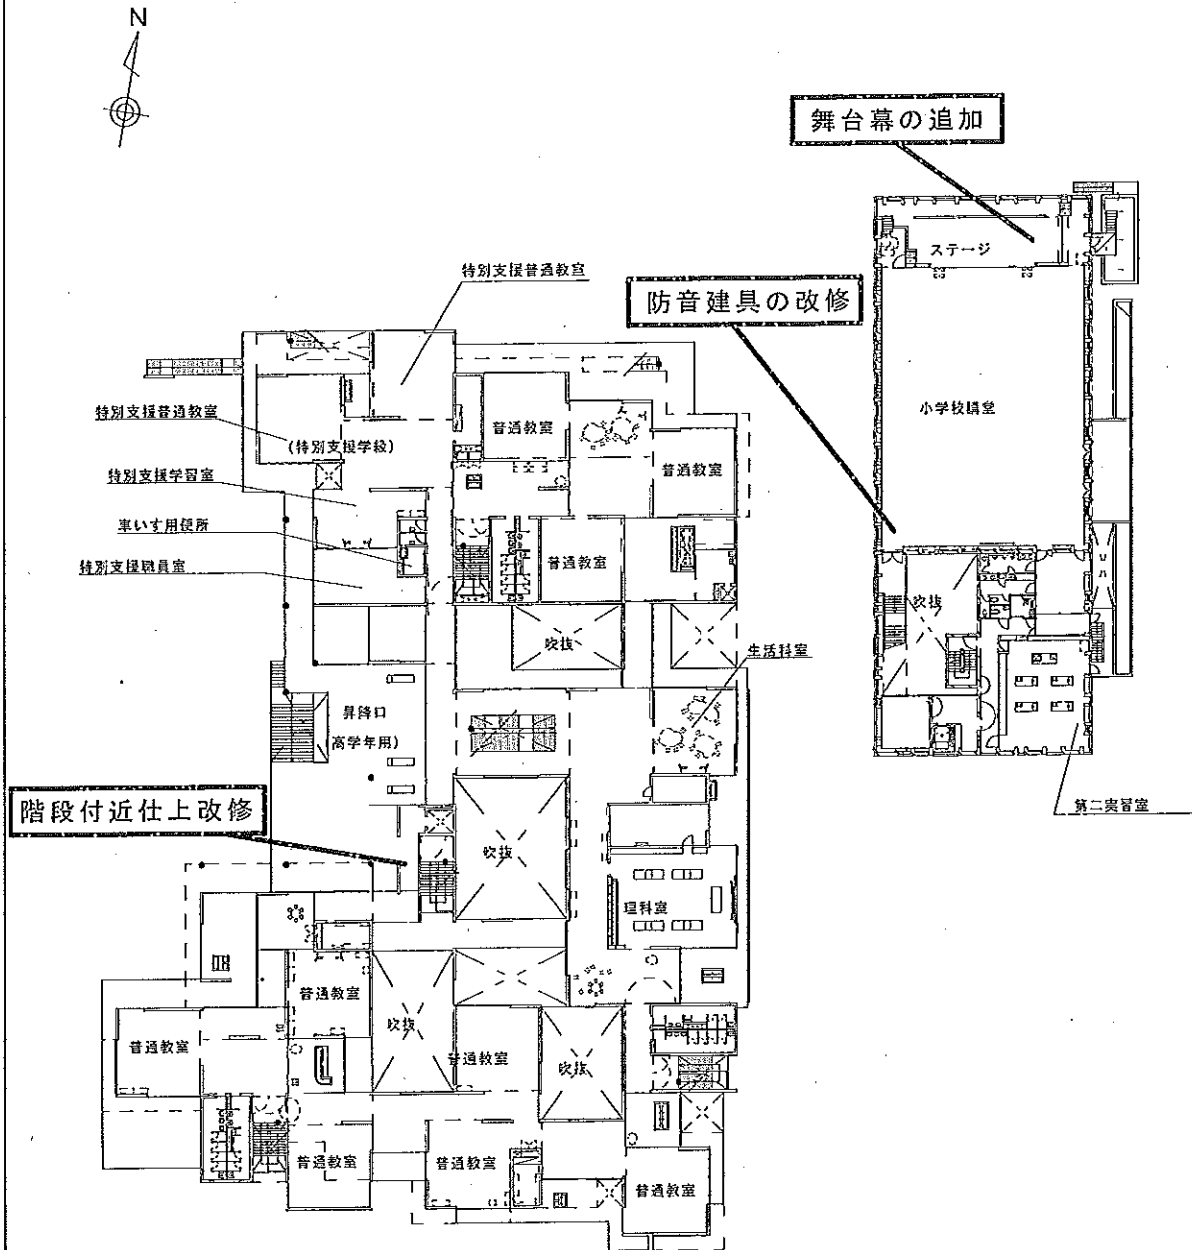 N
舞台幕の追加
ステージ
特別支援普通教室
防音建具の改修
小学校講堂
特別支援普通教室
(特別支援学級)
普通教室
普通教室
特別支援学習室
車いす用便所
普通教室
特別支援職員室
吹抜
吹抜
生活科室
昇降口
高学年用)
階段付近仕上改修
第二実習室
吹抜
理科室
普通教室
吹抜
普通教室
普通教室
吹抜
普通教室
普通教室
普通教室